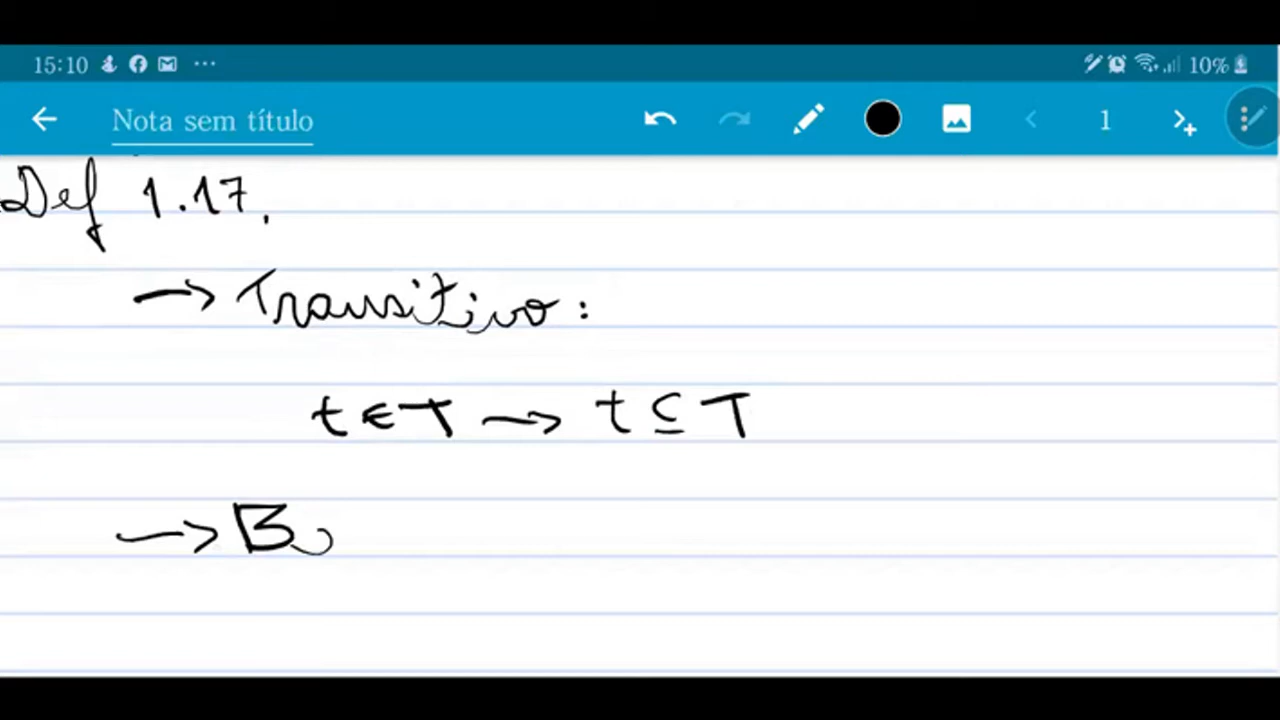 15:10 ... 10%
Nota sem título 1
Def 1.17.
→ Transitivo:
t ∈ T → t ⊆ T
→ B